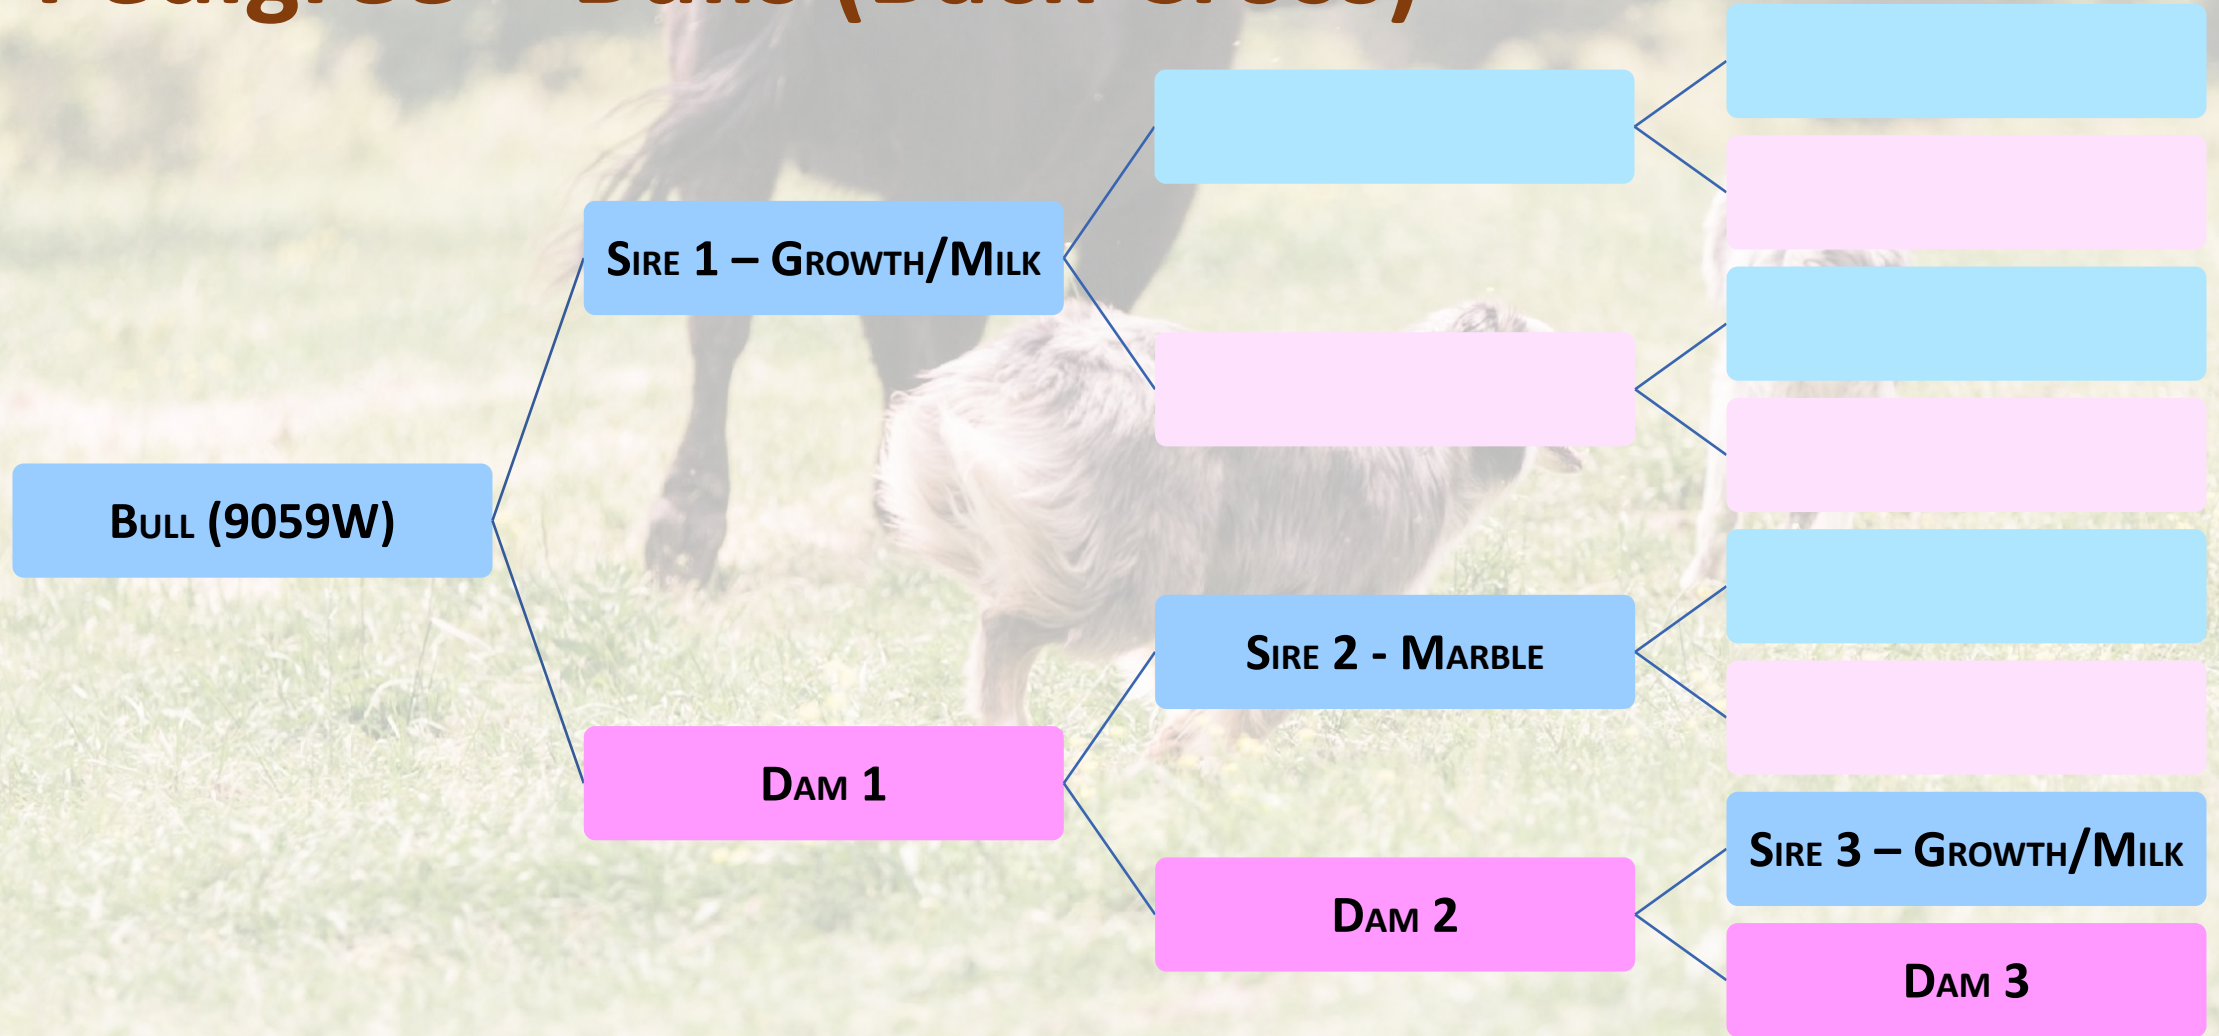 Bull (9059W)
Sire 1 – Growth/Milk
Dam 1
Sire 2 - Marble
Dam 2
Sire 3 – Growth/Milk
Dam 3